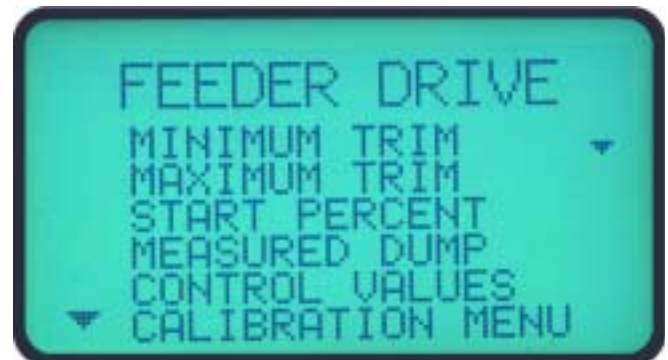 FEEDER DRIVE
MINIMUM TRIM
MAXIMUM TRIM
START PERCENT
MEASURED DUMP
CONTROL VALUES
CALIBRATION MENU